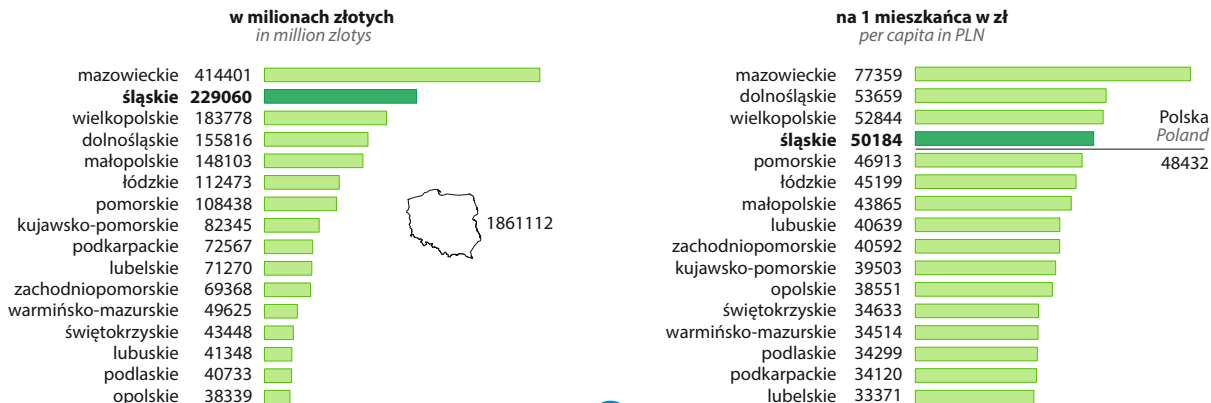 w milionach złotych
in million zlotys
mazowieckie 414401
śląskie 229060
wielkopolskie 183778
dolnośląskie 155816
małopolskie 148103
łódzkie 112473
pomorskie 108438
kujawsko-pomorskie 82345
podkarpackie 72567
lubelskie 71270
zachodniopomorskie 69368
warmińsko-mazurskie 49625
świętokrzyskie 43448
lubuskie 41348
podlaskie 40733
opolskie 38339
1861112
na 1 mieszkańca w zł
per capita in PLN
mazowieckie 77359
dolnośląskie 53659
wielkopolskie 52844
śląskie 50184
pomorskie 46913
łódzkie 45199
małopolskie 43865
lubuskie 40639
zachodniopomorskie 40592
kujawsko-pomorskie 39503
opolskie 38551
świętokrzyskie 34633
warmińsko-mazurskie 34514
podlaskie 34299
podkarpackie 34120
lubelskie 33371
Polska
Poland
48432